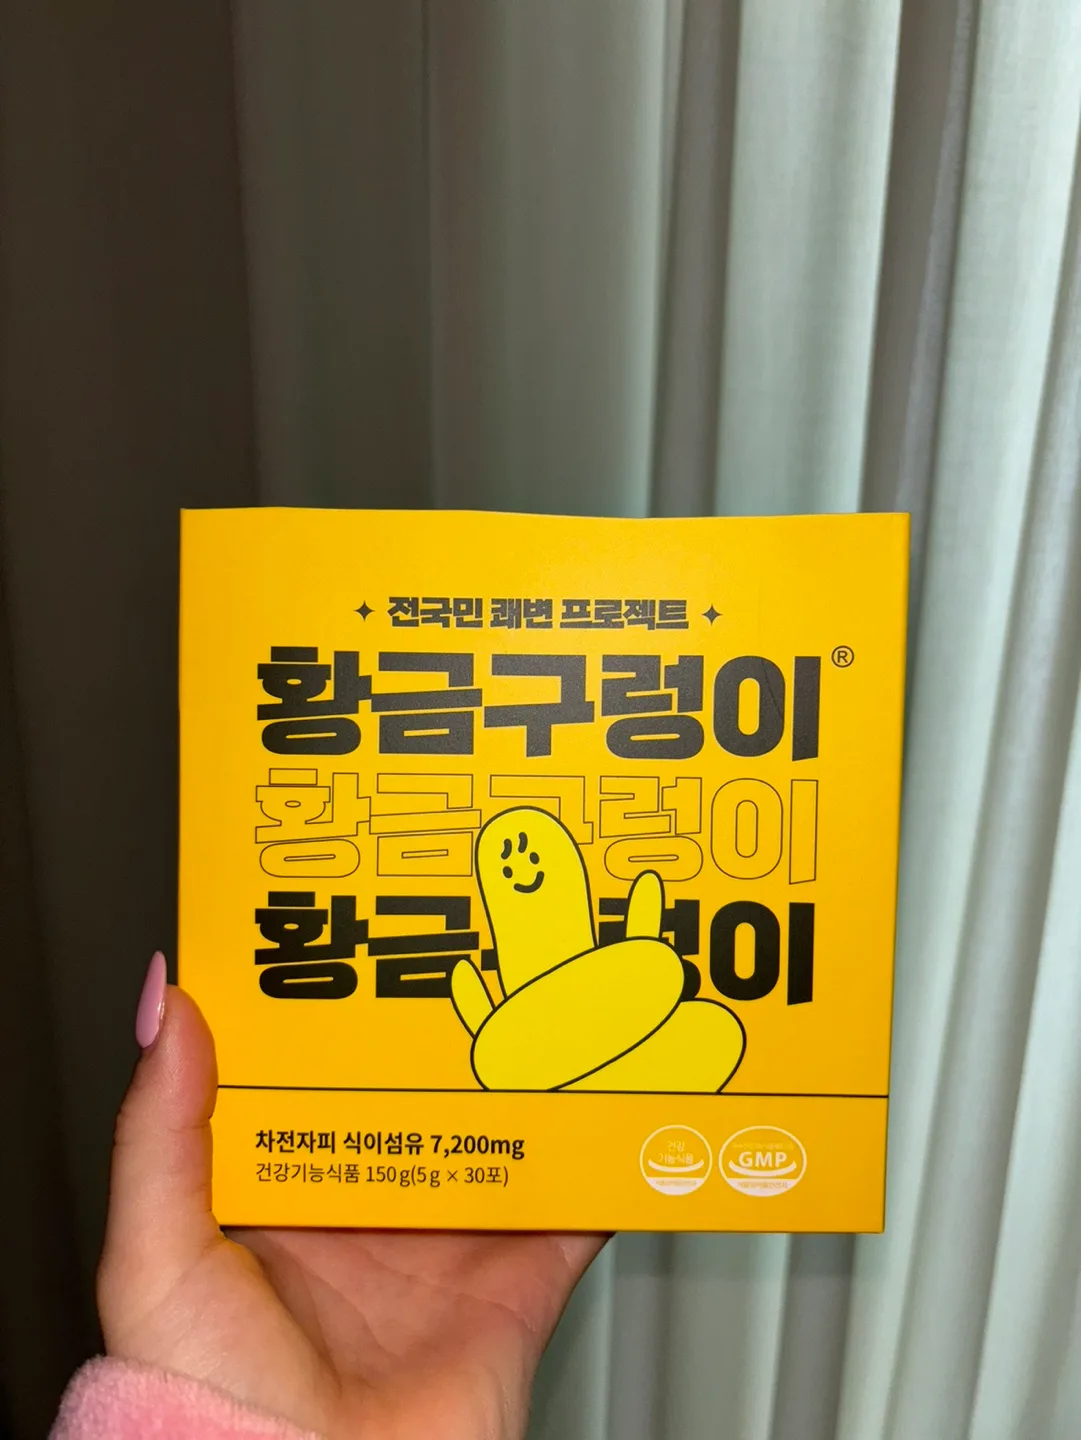 전국민 쾌변 프로젝트
황금구렁이®
황금구렁이
황금 렁이
차전자피 식이섬유 7,200mg
건강기능식품 150g(5g × 30포)
건강
기능식품
GMP